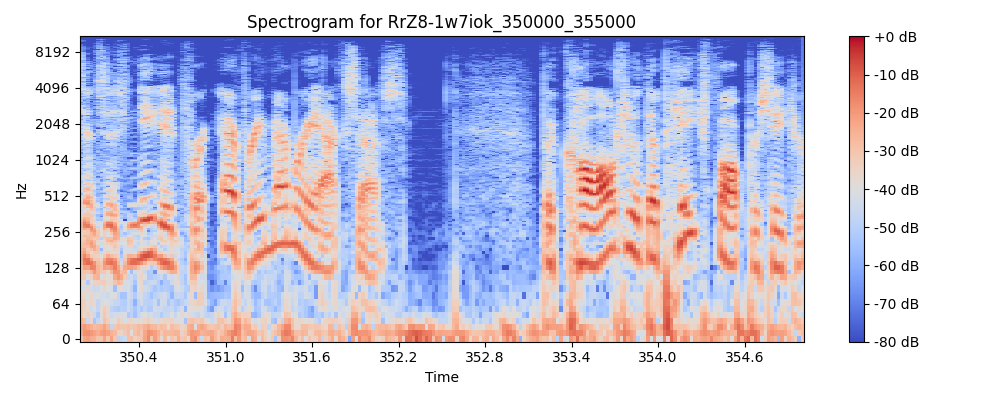 Spectrogram for RrZ8-1w7iok_350000_355000
Hz
8192
4096
2048
1024
512
256
128
64
0
350.4 351.0 351.6 352.2 352.8 353.4 354.0 354.6
Time
+0 dB
-10 dB
-20 dB
-30 dB
-40 dB
-50 dB
-60 dB
-70 dB
-80 dB